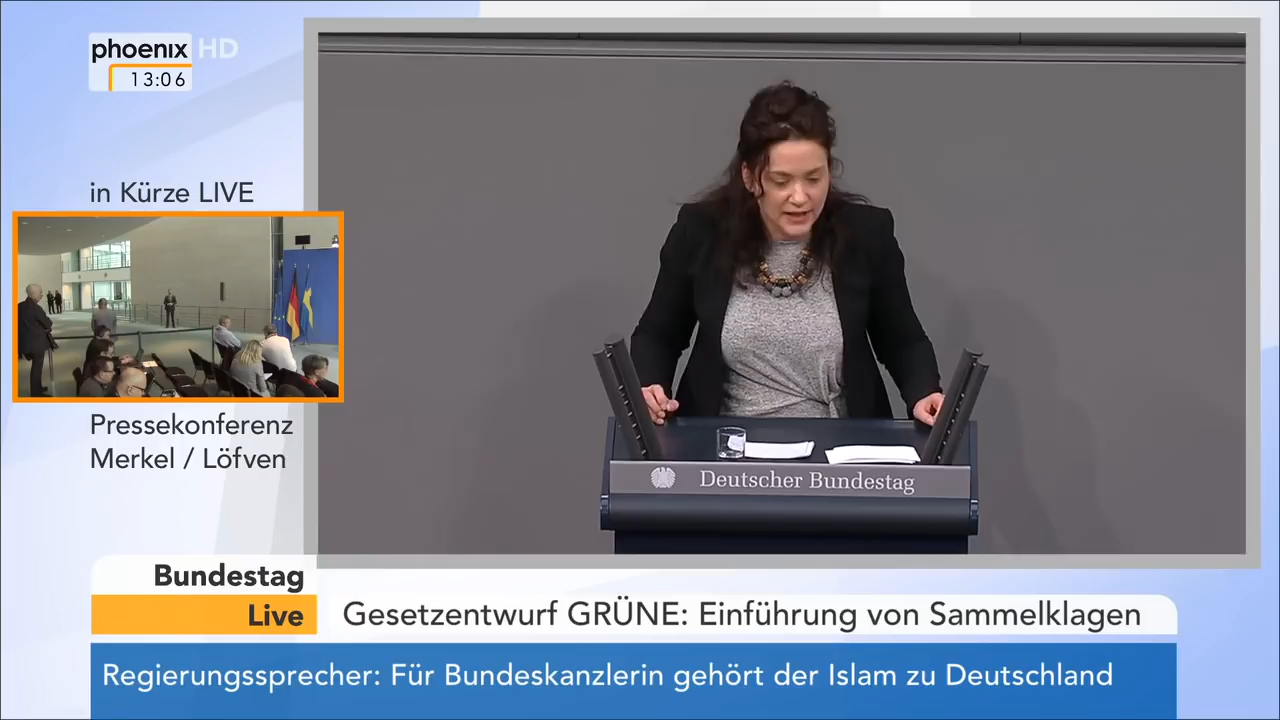 phoenix HD
13:06
in Kürze LIVE
Pressekonferenz
Merkel / Löfven
Deutscher Bundestag
Bundestag
Live
Gesetzentwurf GRÜNE: Einführung von Sammelklagen
Regierungssprecher: Für Bundeskanzlerin gehört der Islam zu Deutschland